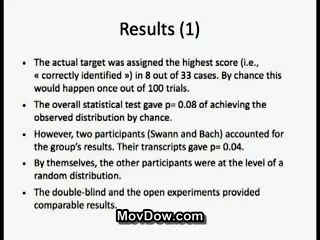 Results (1)
• The actual target was assigned the highest score (i.e.,
« correctly identified ») in 8 out of 33 cases. By chance this
would happen once out of 100 trials.
• The overall statistical test gave p= 0.08 of achieving the
observed distribution by chance.
• However, two participants (Swann and Bach) accounted for
the group's results. Their transcripts gave p= 0.04.
• By themselves, the other participants were at the level of a
random distribution.
• The double-blind and the open experiments provided
comparable results.
MovDow.com